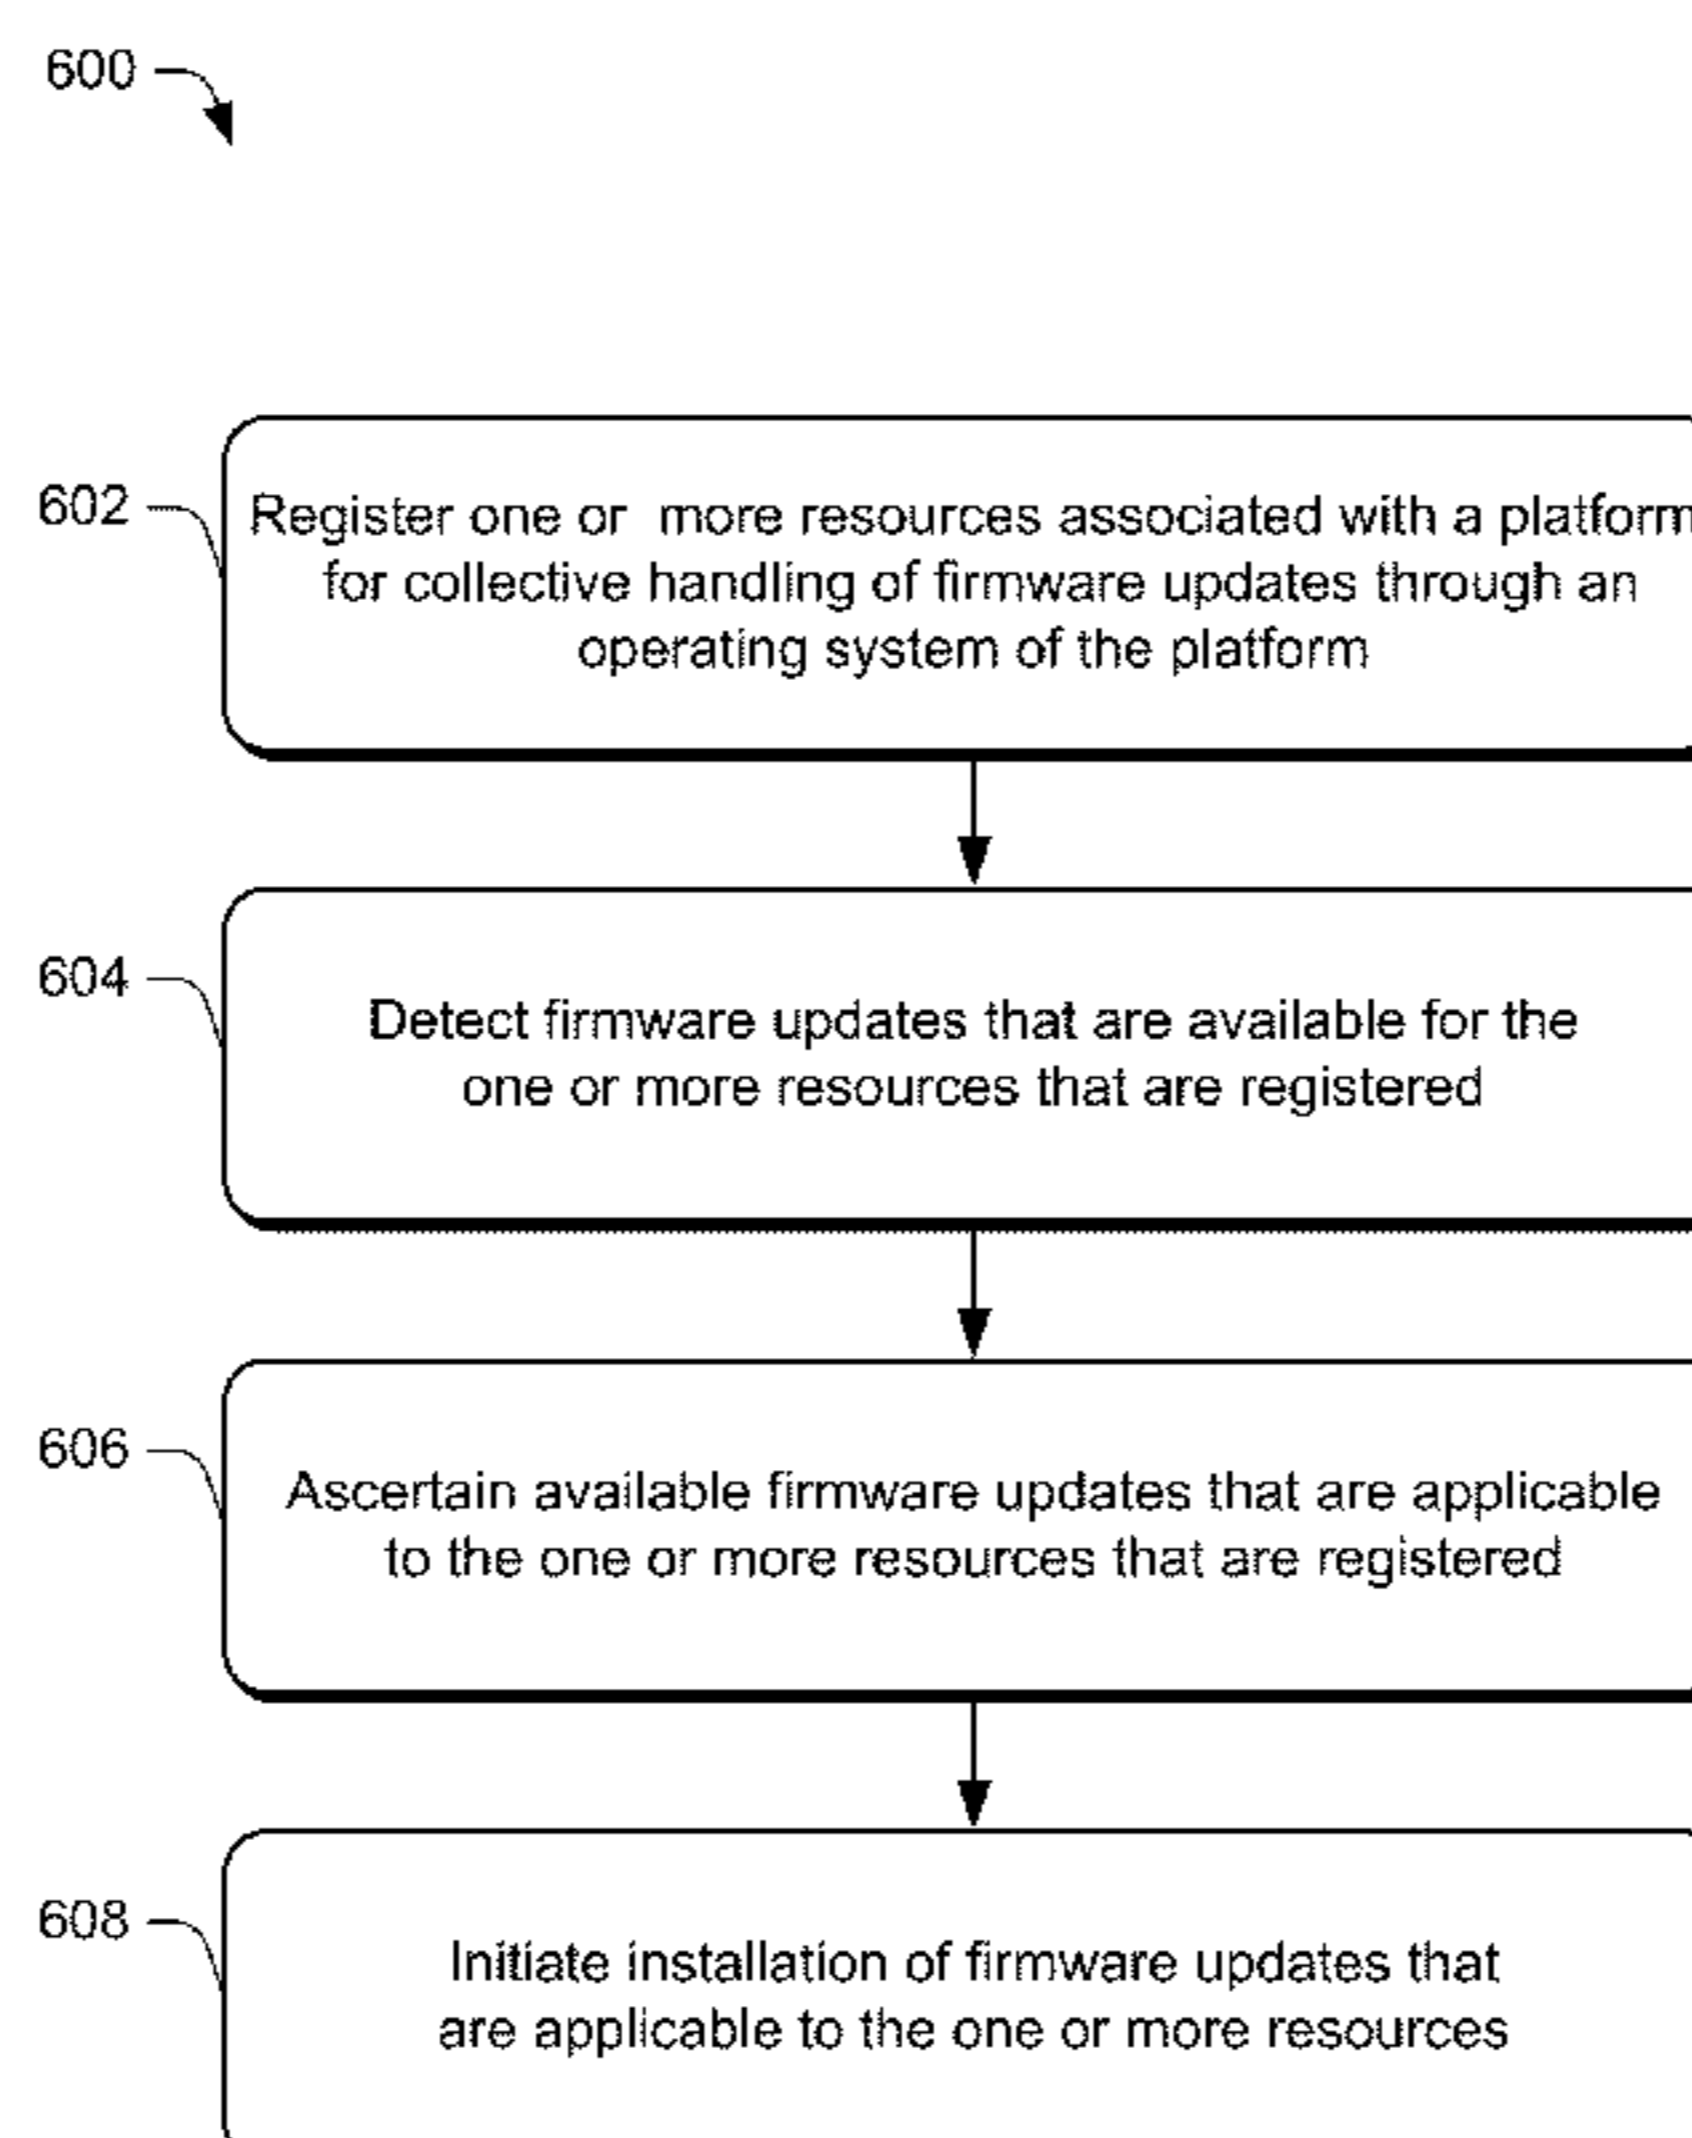 600
602
Register one or more resources associated with a platform
for collective handling of firmware updates through an
operating system of the platform
604
Detect firmware updates that are available for the
one or more resources that are registered
606
Ascertain available firmware updates that are applicable
to the one or more resources that are registered
608
Initiate installation of firmware updates that
are applicable to the one or more resources